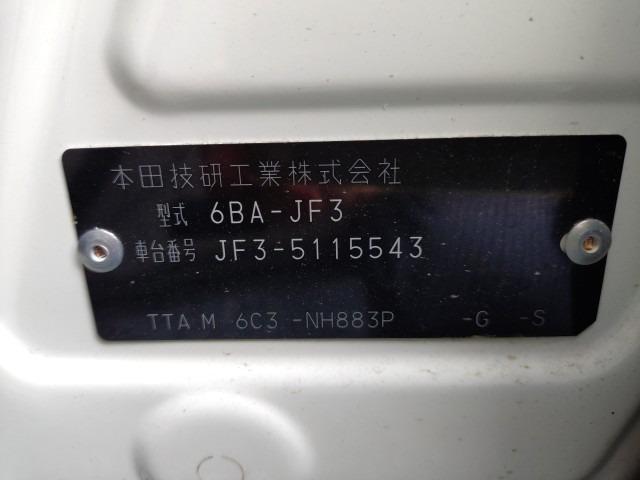 本田技研工業株式会社
型式 6BA-JF3
車台番号 JF3-5115543
TTA M 6C3 -NH883P -G -S